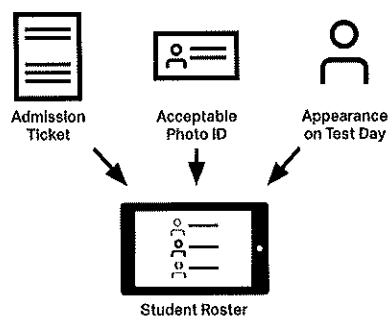 Admission
Ticket
Acceptable
Photo ID
Appearance
on Test Day
Student Roster